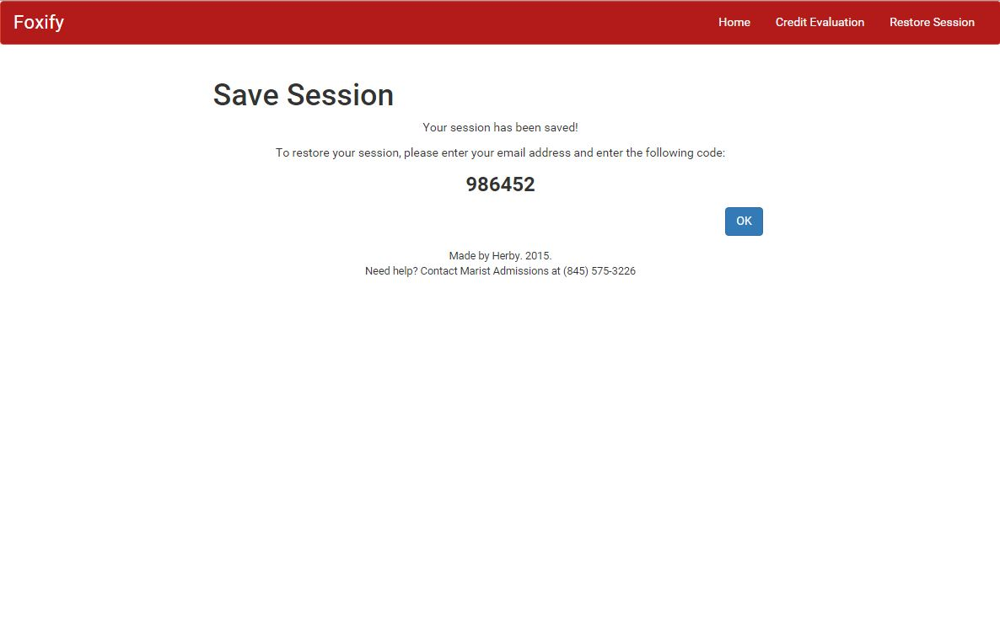 Foxify
Home
Credit Evaluation
Restore Session
Save Session
Your session has been saved!
To restore your session, please enter your email address and enter the following code:
986452
OK
Made by Herby. 2015.
Need help? Contact Marist Admissions at (845) 575-3226